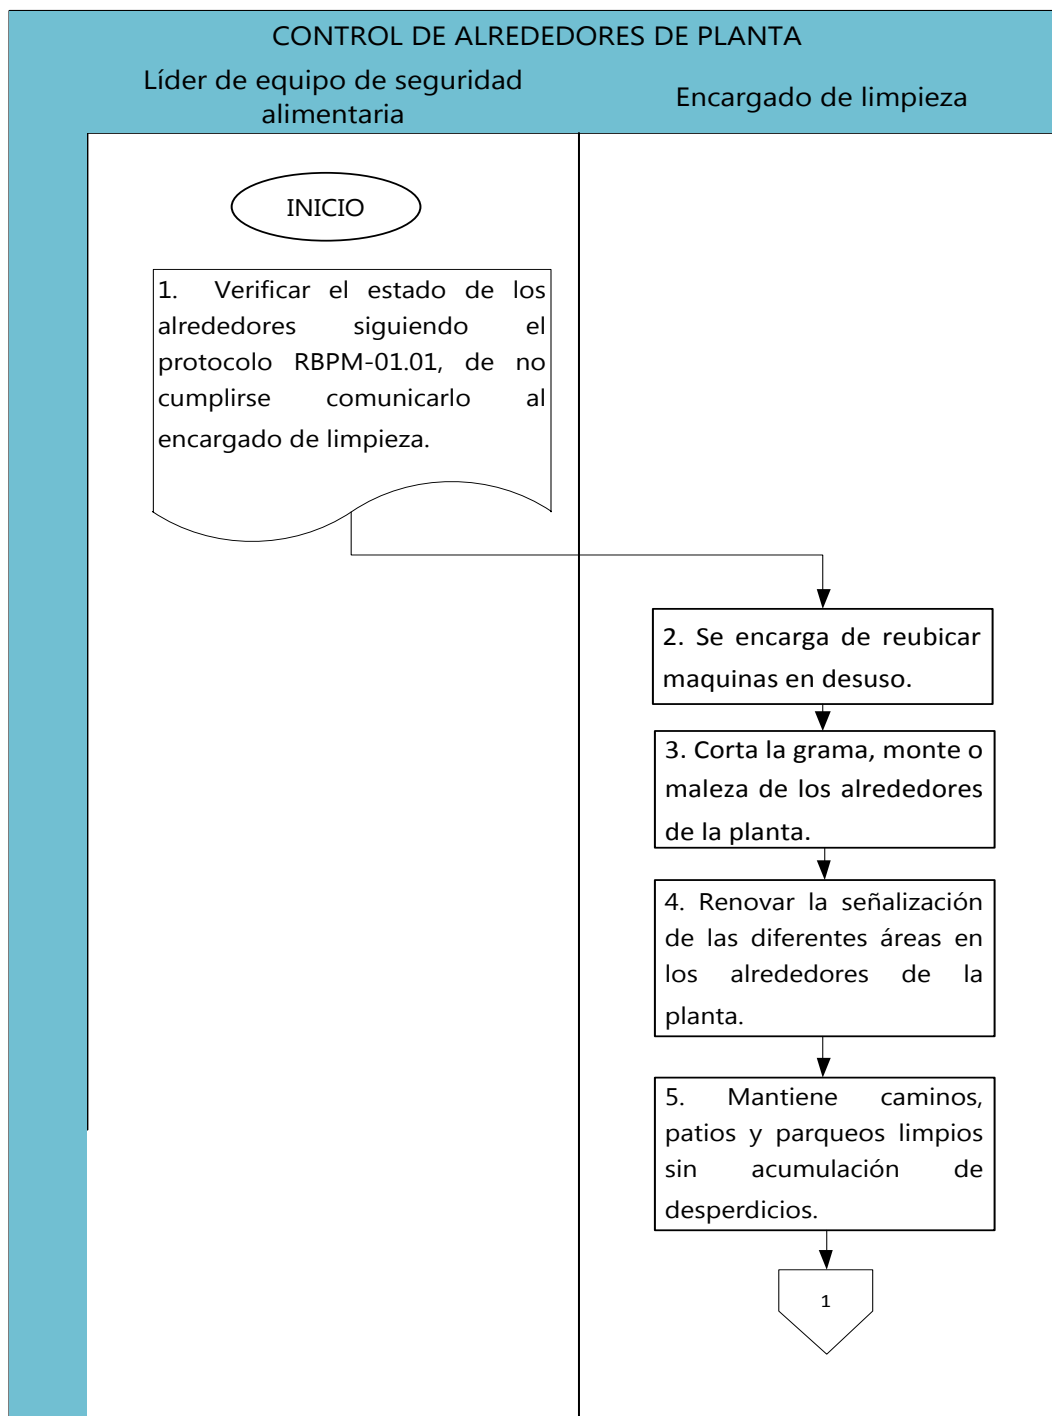 CONTROL DE ALREDEDORES DE PLANTA
Líder de equipo de seguridad
alimentaria
Encargado de limpieza
INICIO
1. Verificar el estado de los
alrededores siguiendo el
protocolo RBPM-01.01, de no
cumplirse comunicarlo al
encargado de limpieza.
2. Se encarga de reubicar
maquinas en desuso.
3. Corta la grama, monte o
maleza de los alrededores
de la planta.
4. Renovar la señalización
de las diferentes áreas en
los alrededores de la
planta.
5. Mantiene caminos,
patios y parqueos limpios
sin acumulación de
desperdicios.
1